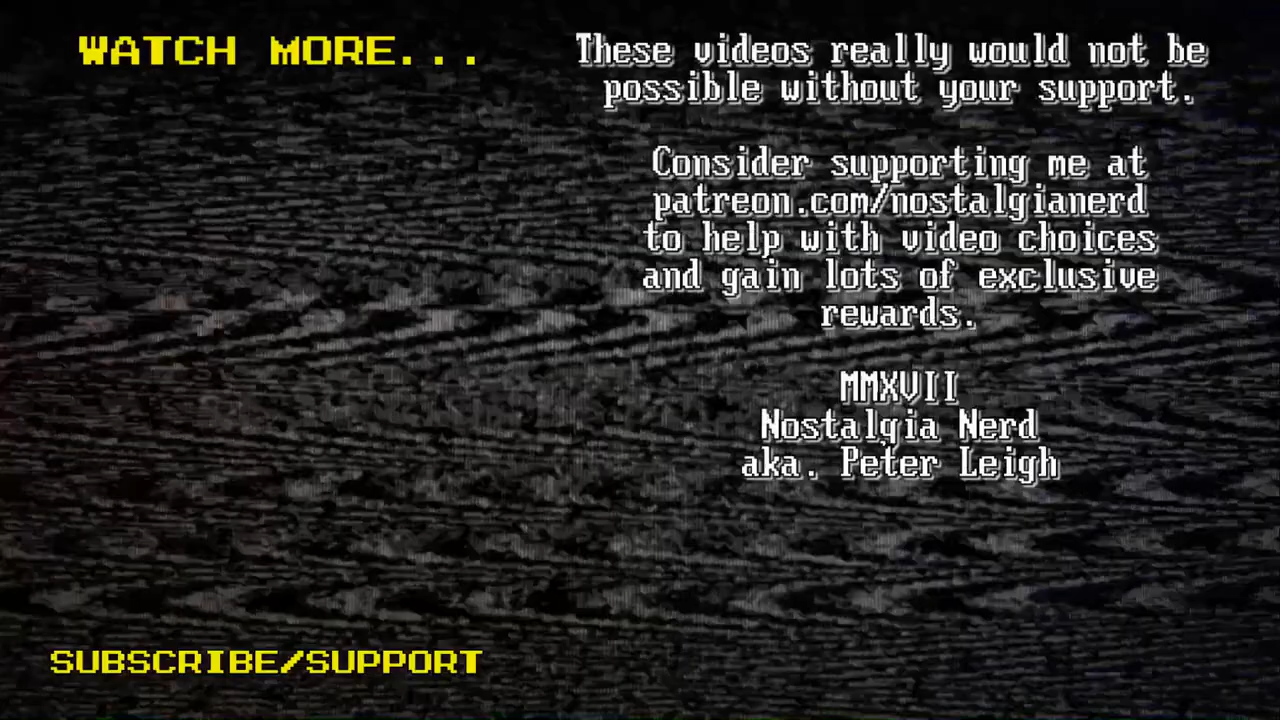 WATCH MORE...
These videos really would not be
possible without your support.
Consider supporting me at
patreon.com/nostalgianerd
to help with video choices
and gain lots of exclusive
rewards.
MMXVII
Nostalgia Nerd
aka. Peter Leigh
SUBSCRIBE/SUPPORT